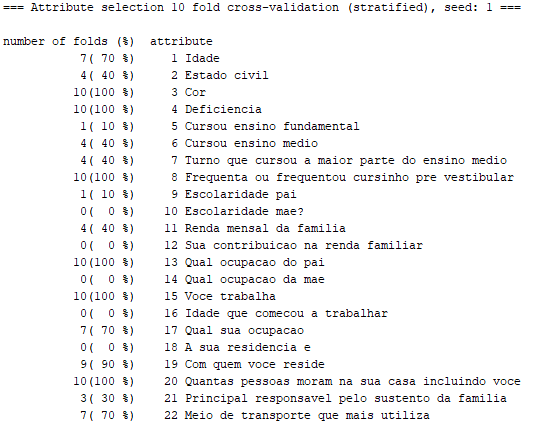 === Attribute selection 10 fold cross-validation (stratified), seed: 1 ===
number of folds (%)  attribute
7( 70 %)     1 Idade
4( 40 %)     2 Estado civil
10(100 %)     3 Cor
10(100 %)     4 Deficiencia
1( 10 %)     5 Cursou ensino fundamental
4( 40 %)     6 Cursou ensino medio
4( 40 %)     7 Turno que cursou a maior parte do ensino medio
10(100 %)     8 Frequenta ou frequentou cursinho pre vestibular
1( 10 %)     9 Escolaridade pai
0(  0 %)    10 Escolaridade mae?
4( 40 %)    11 Renda mensal da familia
0(  0 %)    12 Sua contribuicao na renda familiar
10(100 %)    13 Qual ocupacao do pai
0(  0 %)    14 Qual ocupacao da mae
10(100 %)    15 Voce trabalha
0(  0 %)    16 Idade que comecou a trabalhar
7( 70 %)    17 Qual sua ocupacao
0(  0 %)    18 A sua residencia e
9( 90 %)    19 Com quem voce reside
10(100 %)    20 Quantas pessoas moram na sua casa incluindo voce
3( 30 %)    21 Principal responsavel pelo sustento da familia
7( 70 %)    22 Meio de transporte que mais utiliza